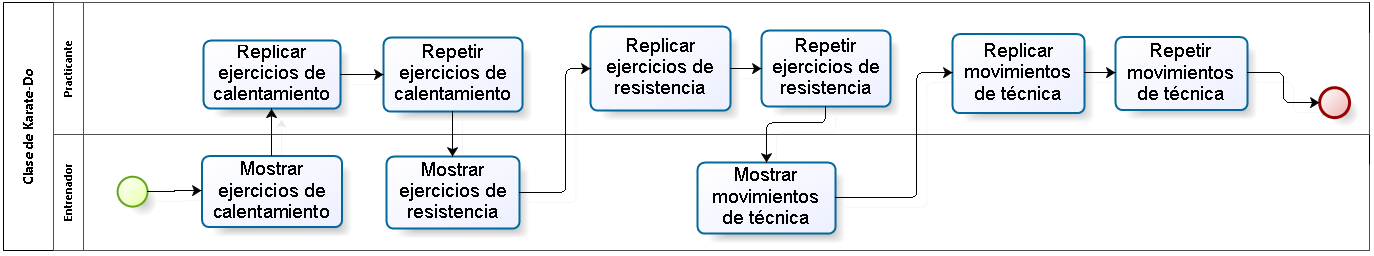 Clase de Karate-Do
Practicante
Replicar
ejercicios de
calentamiento
Repetir
ejercicios de
calentamiento
Replicar
ejercicios de
resistencia
Repetir
ejercicios de
resistencia
Replicar
movimientos
de técnica
Repetir
movimientos
de técnica
Entrenador
Mostrar
ejercicios de
calentamiento
Mostrar
ejercicios de
resistencia
Mostrar
movimientos
de técnica